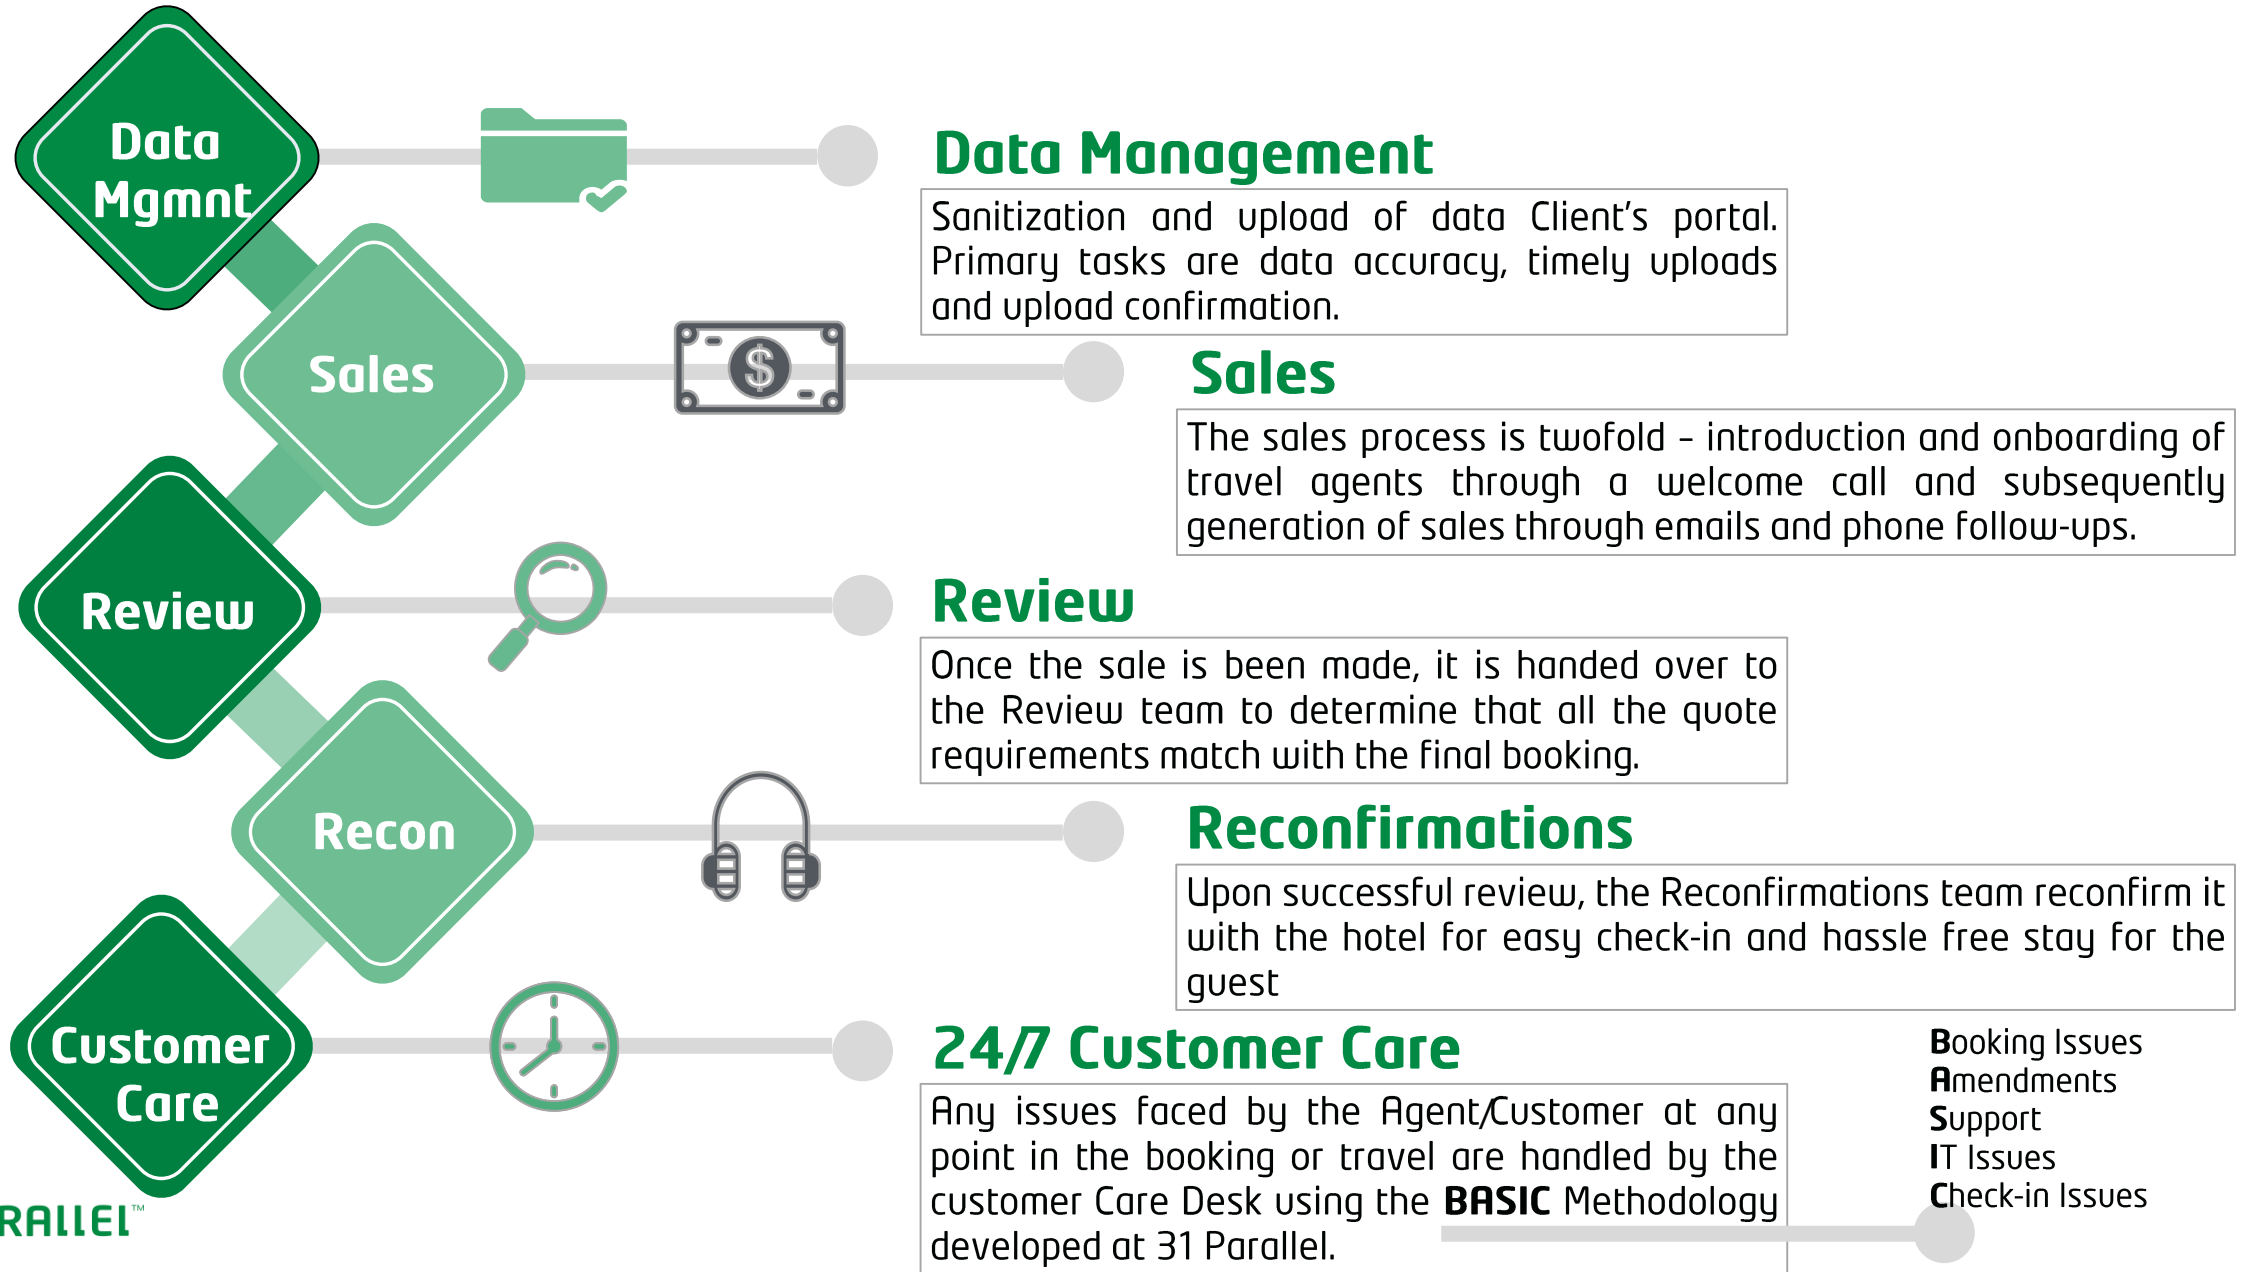 Data
Mgmnt
Data Management
Sanitization and upload of data Client's portal.
Primary tasks are data accuracy, timely uploads
and upload confirmation.
Sales
$
Sales
The sales process is twofold – introduction and onboarding of
travel agents through a welcome call and subsequently
generation of sales through emails and phone follow-ups.
Review
Review
Once the sale is been made, it is handed over to
the Review team to determine that all the quote
requirements match with the final booking.
Recon
Reconfirmations
Upon successful review, the Reconfirmations team reconfirm it
with the hotel for easy check-in and hassle free stay for the
guest
Customer
Care
24/7 Customer Care
Any issues faced by the Agent/Customer at any
point in the booking or travel are handled by the
customer Care Desk using the BASIC Methodology
developed at 31 Parallel.
Booking Issues
Amendments
Support
IT Issues
Check-in Issues
RALLEL™